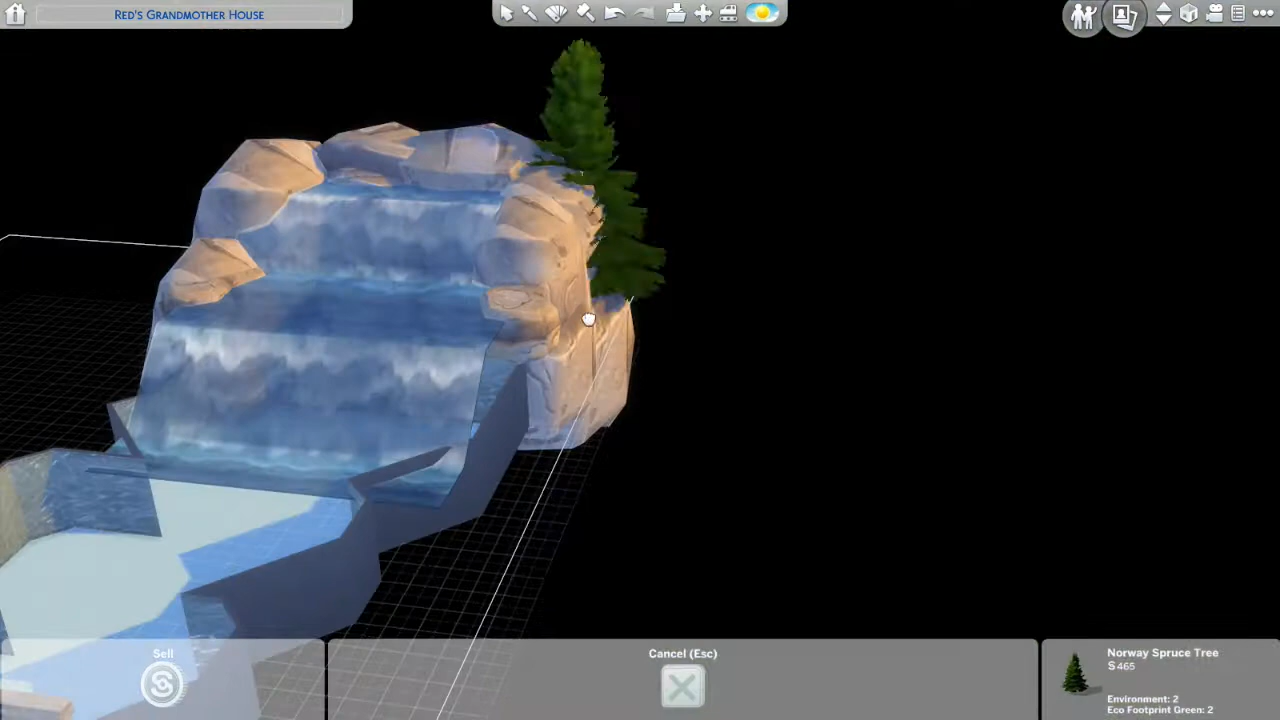 RED'S GRANDMOTHER HOUSE
Sell
Cancel (Esc)
Norway Spruce Tree
§465
Environment: 2
Eco Footprint Green: 2